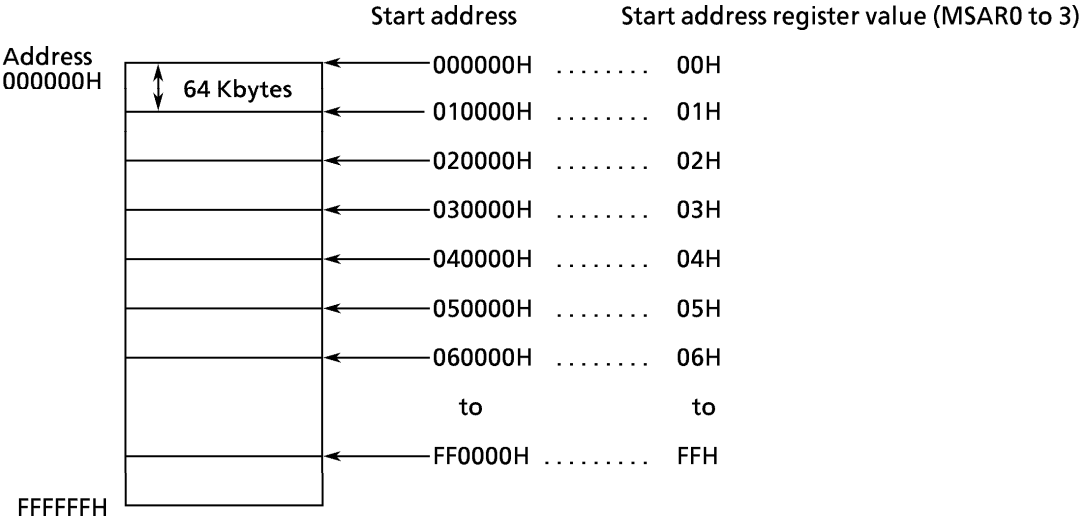 Start address Start address register value (MSAR0 to 3)
Address
000000H
64 Kbytes
000000H ........ 00H
010000H ........ 01H
020000H ........ 02H
030000H ........ 03H
040000H ........ 04H
050000H ........ 05H
060000H ........ 06H
to to
FF0000H ......... FFH
FFFFFFH